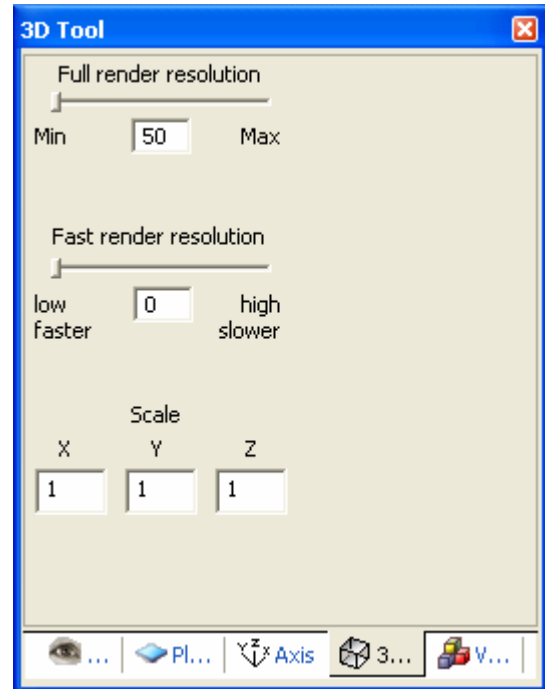 3D Tool
Full render resolution
Min 50 Max
Fast render resolution
low 0 high
faster slower
Scale
X Y Z
1 1 1
... Pl... Y Z X Axis 3... V...